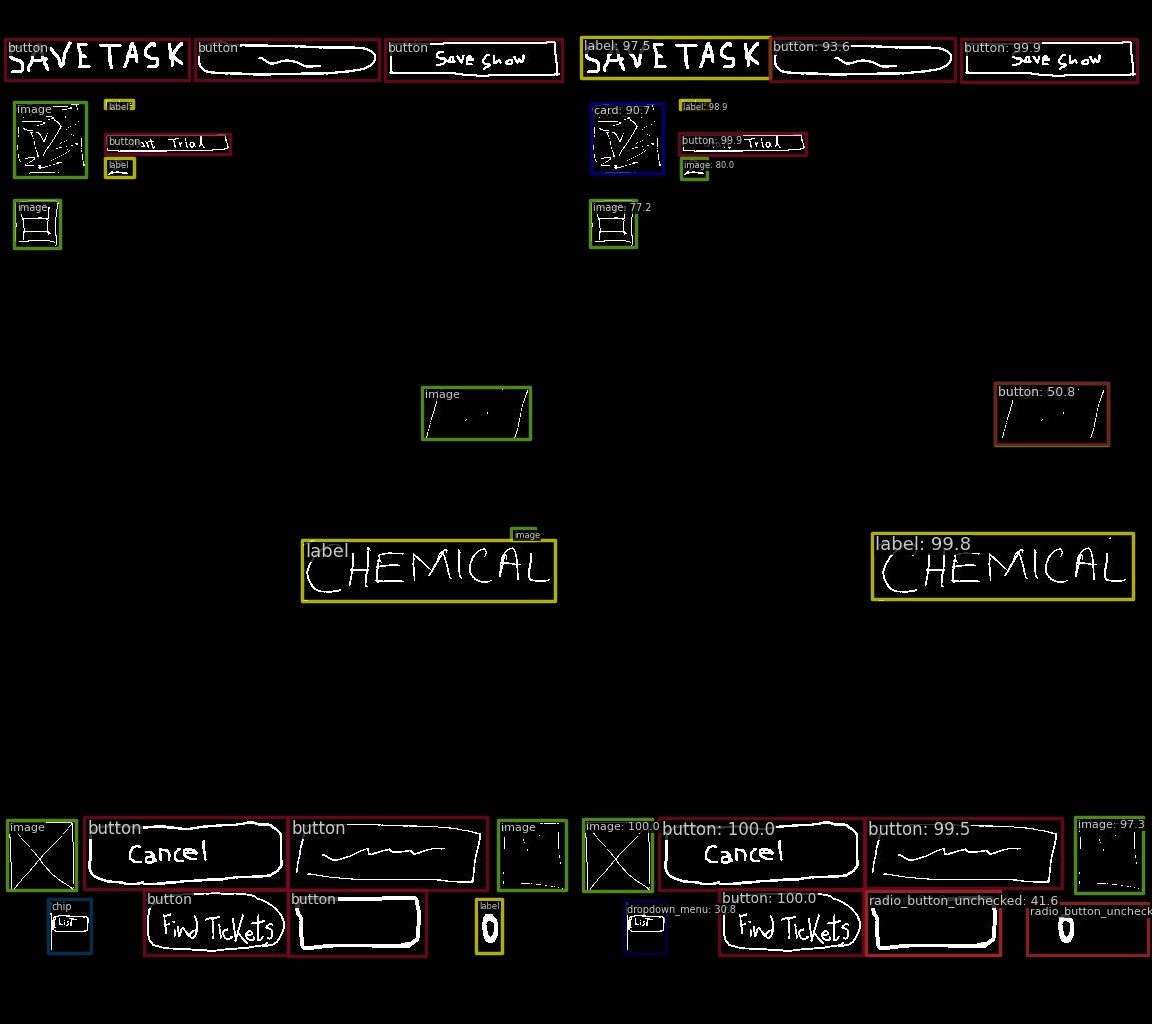 button SAVE TASK button button Save Show label: 97.5 SAVE TASK button: 93.6 button: 99.9 Save Show
image label card: 90.7 label: 98.9
button Trial button: 99.9 Trial
label image: 80.0
image image: 77.2
image button: 50.8
image
label CHEMICAL label: 99.8 CHEMICAL
image button Cancel button image image: 100.0 button: 100.0 Cancel button: 99.5 image: 97.3
chip List button Find Tickets button label 0 dropdown_menu: 30.8 List button: 100.0 Find Tickets radio_button_unchecked: 41.6 radio_button_uncheck 0